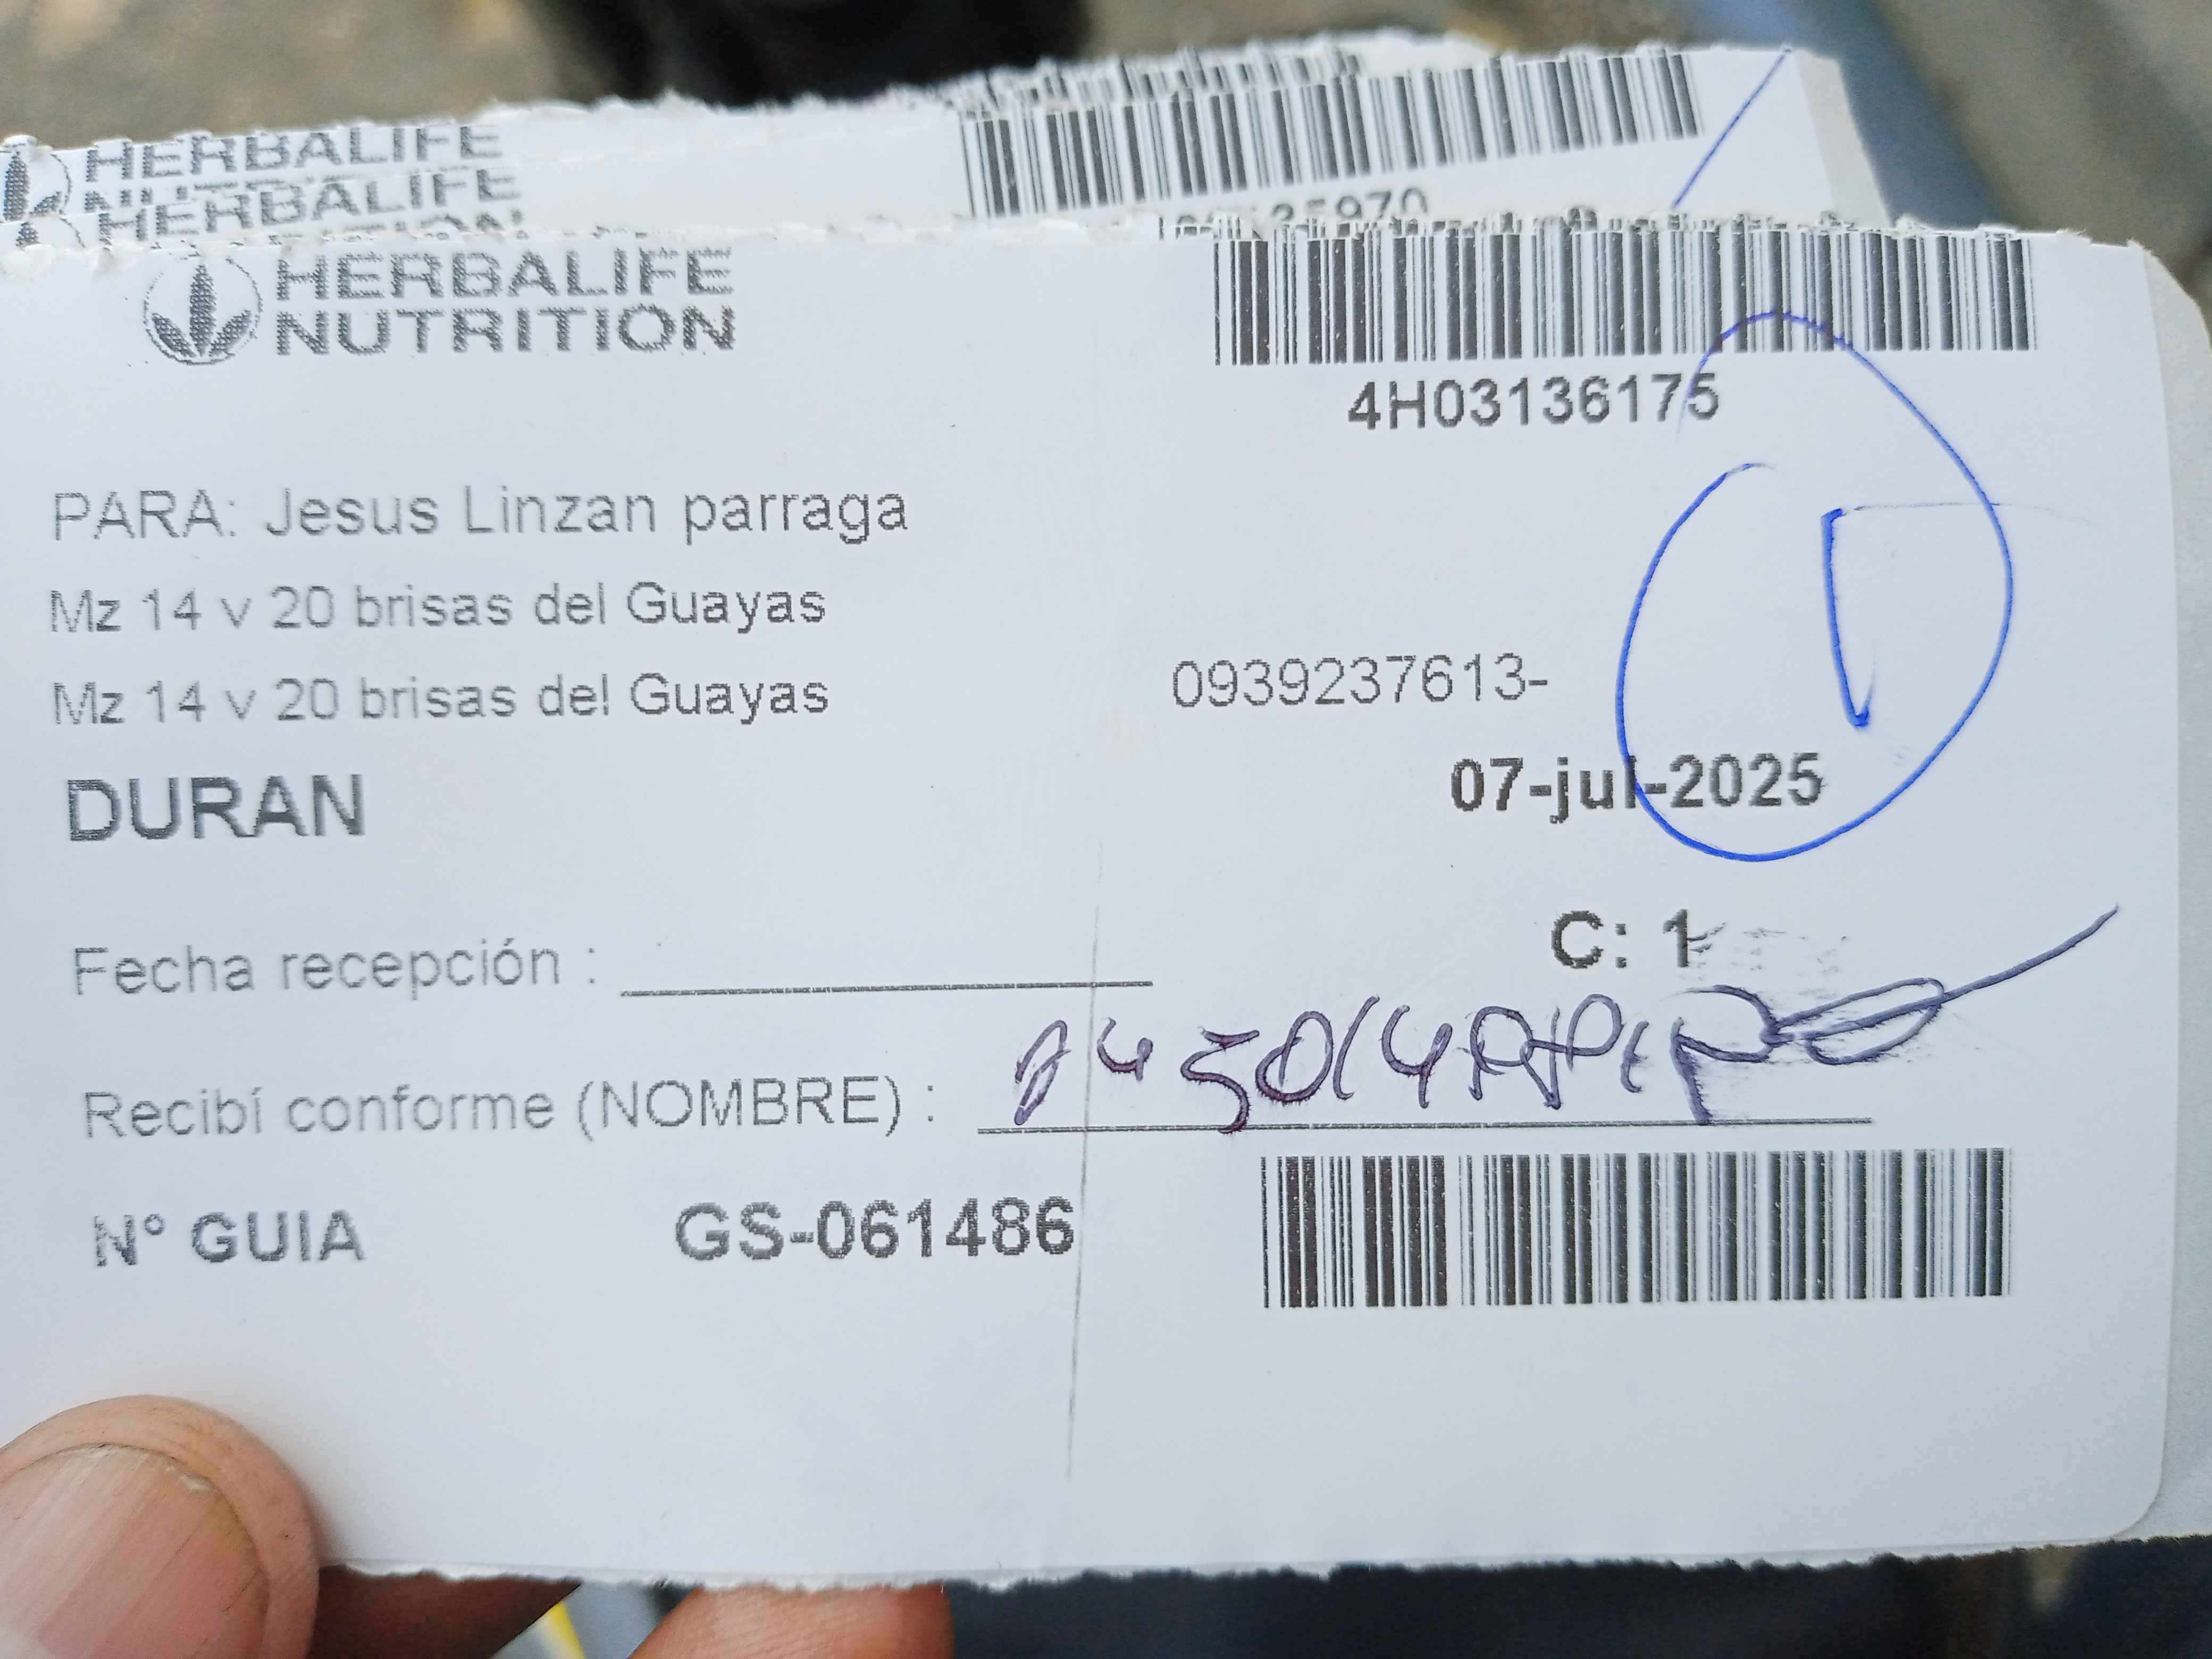 HERBALIFE
HERBALIFE
HERBALIFE
NUTRITION
4H03136175
PARA: Jesus Linzan parraga
Mz 14 v 20 brisas del Guayas
Mz 14 v 20 brisas del Guayas
0939237613-
07-jul-2025
DURAN
C: 1
Fecha recepción :
Recibí conforme (NOMBRE) :
N° GUIA GS-061486